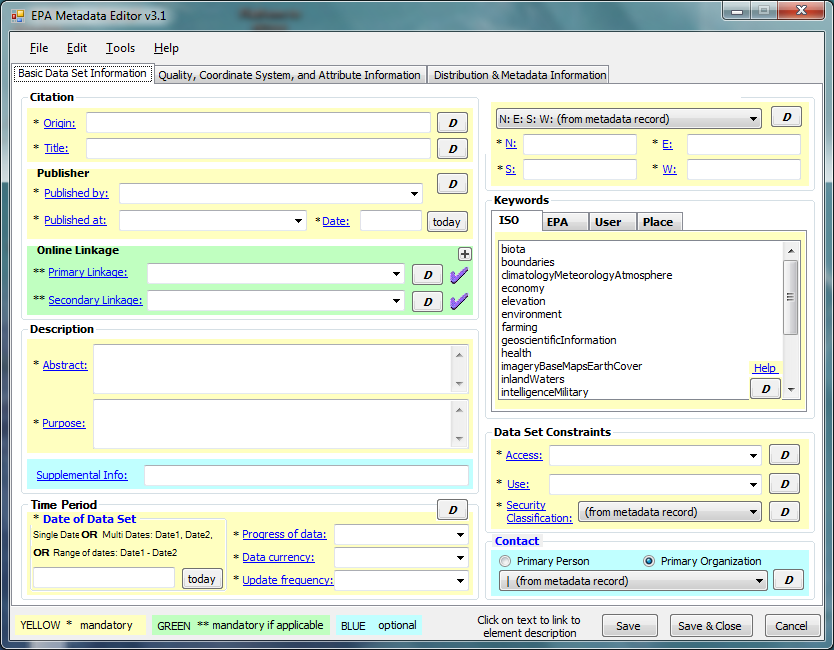 EPA Metadata Editor v3.1
File Edit Tools Help
Basic Data Set Information Quality, Coordinate System, and Attribute Information Distribution & Metadata Information
Citation
* Origin: D
* Title: D
Publisher D
* Published by:
* Published at: * Date: today
Online Linkage
** Primary Linkage: D
** Secondary Linkage: D
Description
* Abstract:
* Purpose:
Supplemental Info:
Time Period D
* Date of Data Set
Single Date OR Multi Dates: Date1, Date2,
OR Range of dates: Date1 - Date2
today
* Progress of data:
* Data currency:
* Update frequency:
N: E: S: W: (from metadata record) D
* N: * E:
* S: * W:
Keywords
ISO EPA User Place
biota
boundaries
climatologyMeteorologyAtmosphere
economy
elevation
environment
farming
geoscientificInformation
health
imageryBaseMapsEarthCover
inlandWaters
intelligenceMilitary
Help
D
Data Set Constraints
* Access: D
* Use: D
* Security
Classification: (from metadata record) D
Contact
Primary Person Primary Organization
| (from metadata record) D
YELLOW * mandatory GREEN ** mandatory if applicable BLUE optional
Click on text to link to
element description
Save Save & Close Cancel